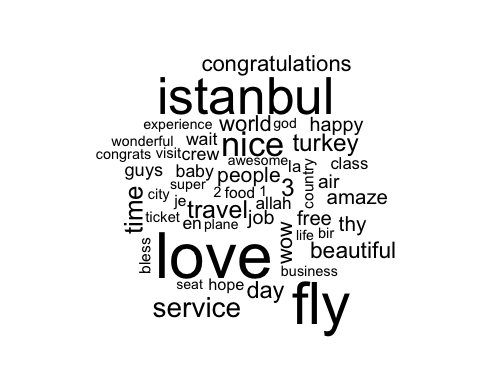 congratulations
istanbul
experience world god happy
wonderful wait nice turkey
congrats visit crew awesome la class
guys baby people country air
super 2 food 1 3 amaze
city je travel allah free thy
time ticket en plane job wow life bir
bless love beautiful
business
seat hope day
service fly